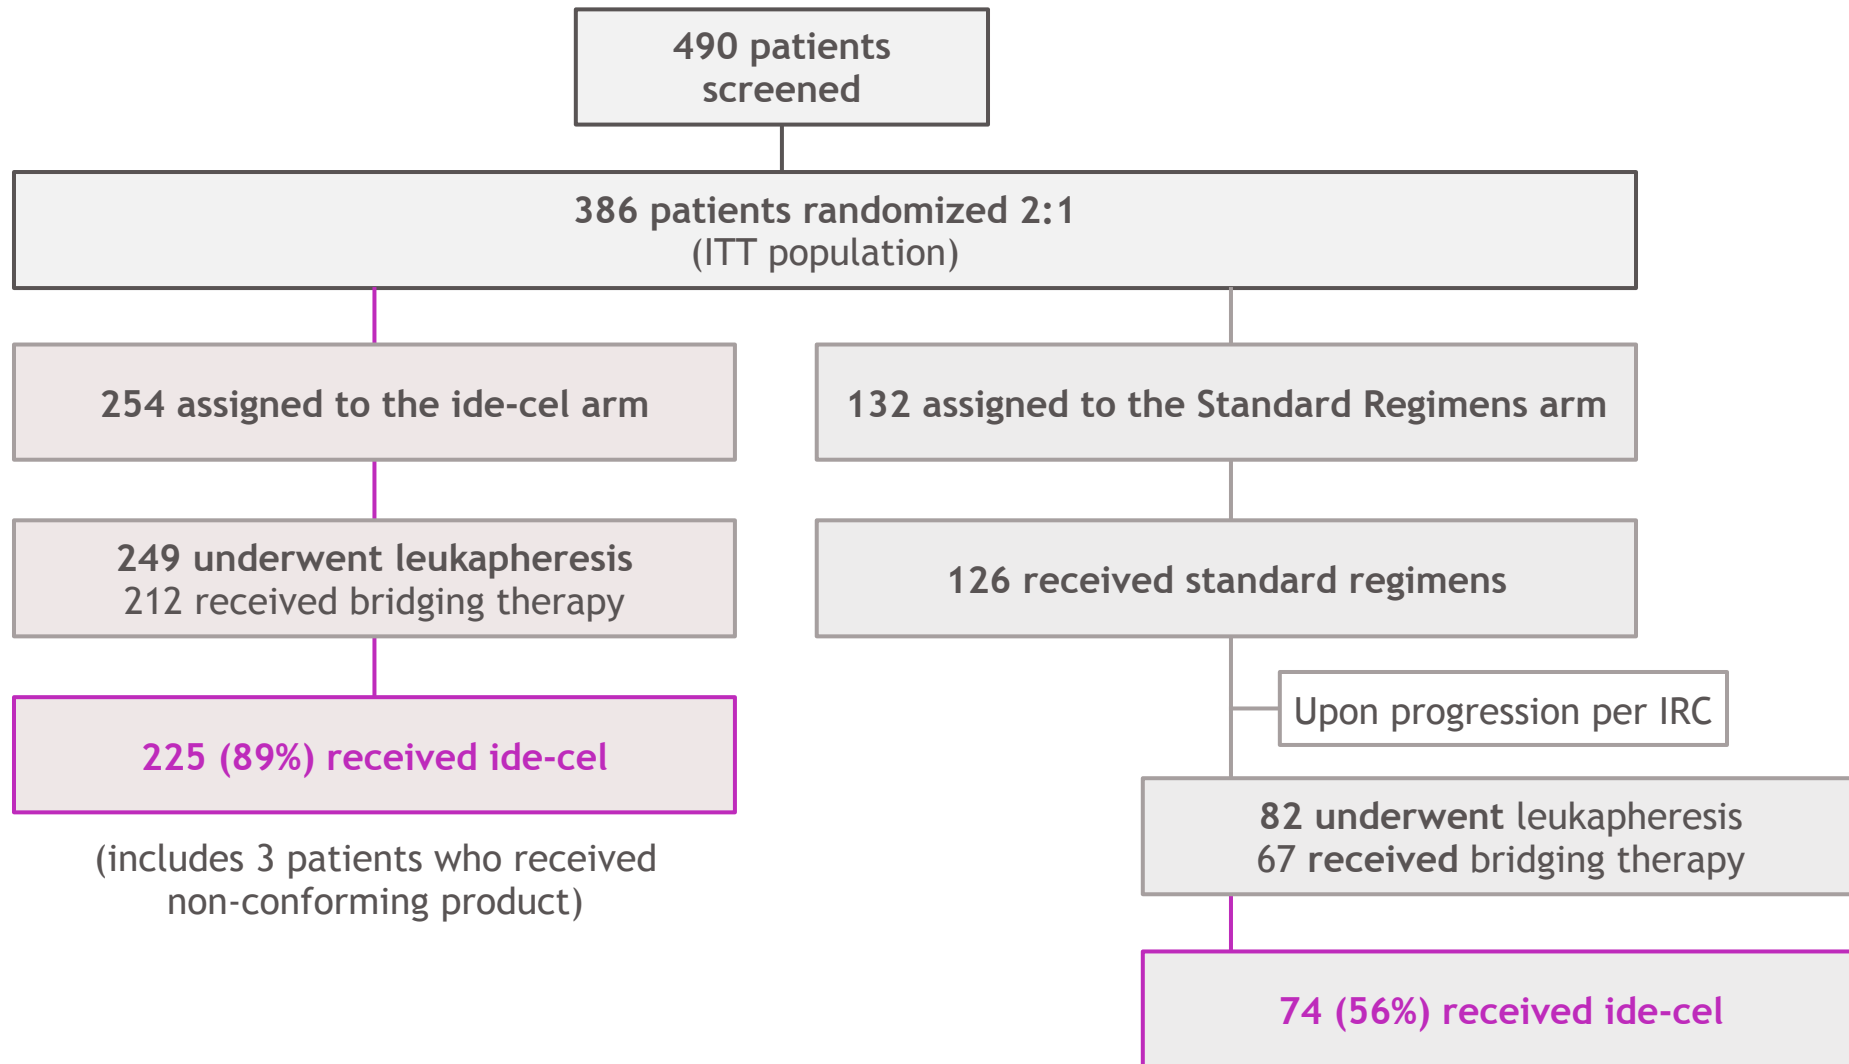 490 patients
screened
386 patients randomized 2:1
(ITT population)
254 assigned to the ide-cel arm
132 assigned to the Standard Regimens arm
249 underwent leukapheresis
212 received bridging therapy
126 received standard regimens
225 (89%) received ide-cel
(includes 3 patients who received
non-conforming product)
Upon progression per IRC
82 underwent leukapheresis
67 received bridging therapy
74 (56%) received ide-cel